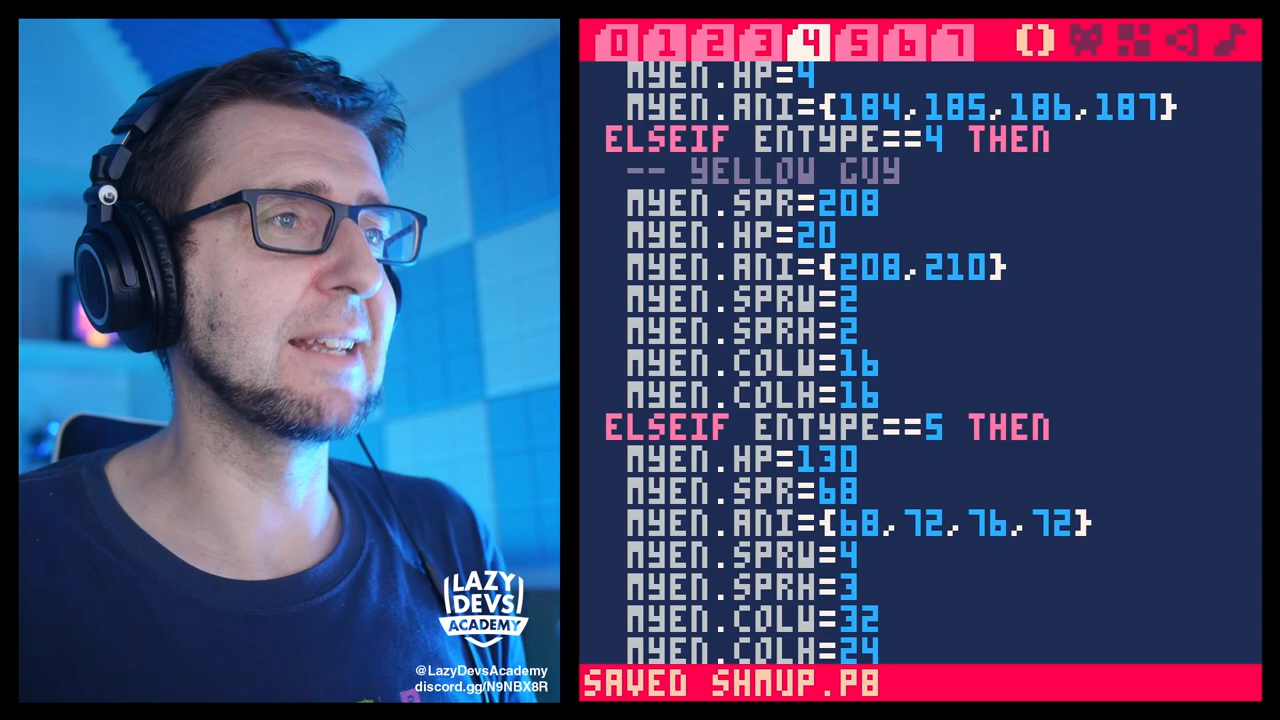 LAZY
DEVS
ACADEMY
@LazyDevsAcademy
discord.gg/N9NBX8R
0 1 2 3 4 5 6 7 ()
MYEN.HP=4
MYEN.ANI={184,185,186,187}
ELSEIF ENTYPE==4 THEN
-- YELLOW GUY
MYEN.SPR=208
MYEN.HP=20
MYEN.ANI={208,210}
MYEN.SPRW=2
MYEN.SPRH=2
MYEN.COLW=16
MYEN.COLH=16
ELSEIF ENTYPE==5 THEN
MYEN.HP=130
MYEN.SPR=68
MYEN.ANI={68,72,76,72}
MYEN.SPRW=4
MYEN.SPRH=3
MYEN.COLW=32
MYEN.COLH=24
SAVED SHMUP.P8